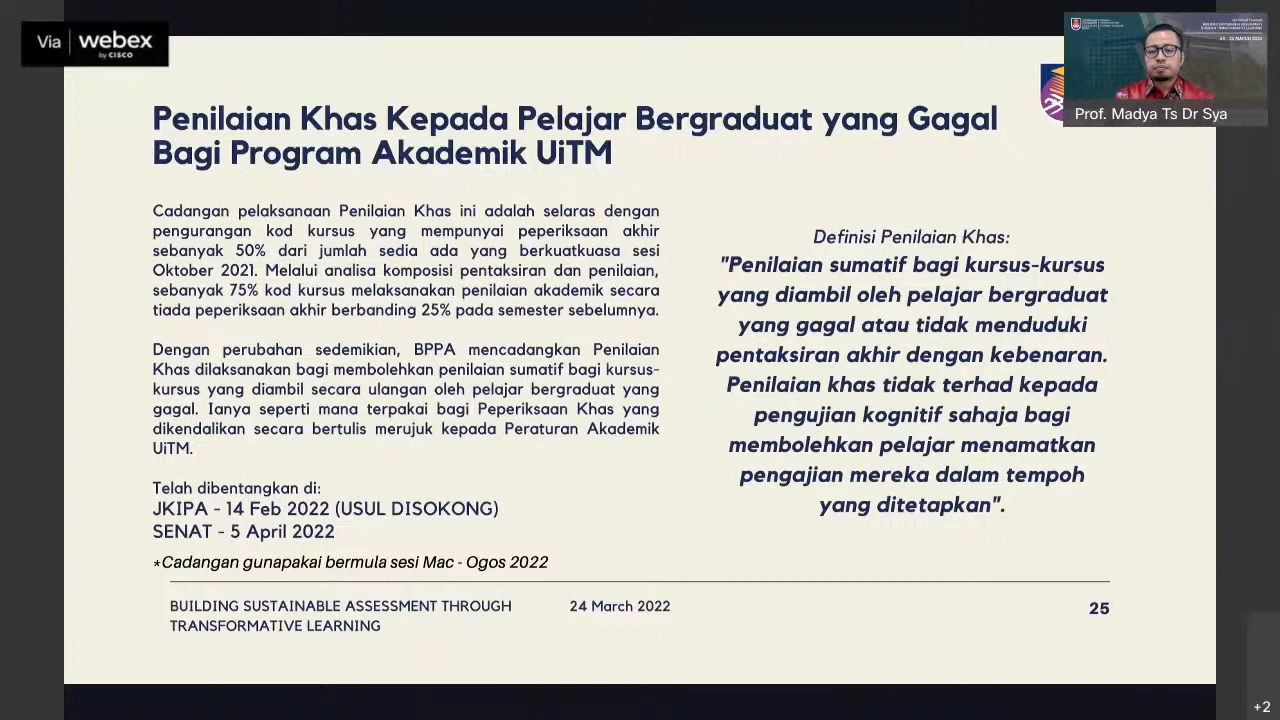 Via webex
by CISCO
Prof. Madya Ts Dr Sya
Penilaian Khas Kepada Pelajar Bergraduat yang Gagal
Bagi Program Akademik UiTM
Cadangan pelaksanaan Penilaian Khas ini adalah selaras dengan
pengurangan kod kursus yang mempunyai peperiksaan akhir
sebanyak 50% dari jumlah sedia ada yang berkuatkuasa sesi
Oktober 2021. Melalui analisa komposisi pentaksiran dan penilaian,
sebanyak 75% kod kursus melaksanakan penilaian akademik secara
tiada peperiksaan akhir berbanding 25% pada semester sebelumnya.
Dengan perubahan sedemikian, BPPA mencadangkan Penilaian
Khas dilaksanakan bagi membolehkan penilaian sumatif bagi kursus-
kursus yang diambil secara ulangan oleh pelajar bergraduat yang
gagal. Ianya seperti mana terpakai bagi Peperiksaan Khas yang
dikendalikan secara bertulis merujuk kepada Peraturan Akademik
UiTM.
Telah dibentangkan di:
JKIPA - 14 Feb 2022 (USUL DISOKONG)
SENAT - 5 April 2022
*Cadangan gunapakai bermula sesi Mac - Ogos 2022
Definisi Penilaian Khas:
"Penilaian sumatif bagi kursus-kursus
yang diambil oleh pelajar bergraduat
yang gagal atau tidak menduduki
pentaksiran akhir dengan kebenaran.
Penilaian khas tidak terhad kepada
pengujian kognitif sahaja bagi
membolehkan pelajar menamatkan
pengajian mereka dalam tempoh
yang ditetapkan".
BUILDING SUSTAINABLE ASSESSMENT THROUGH
TRANSFORMATIVE LEARNING
24 March 2022
25
+2